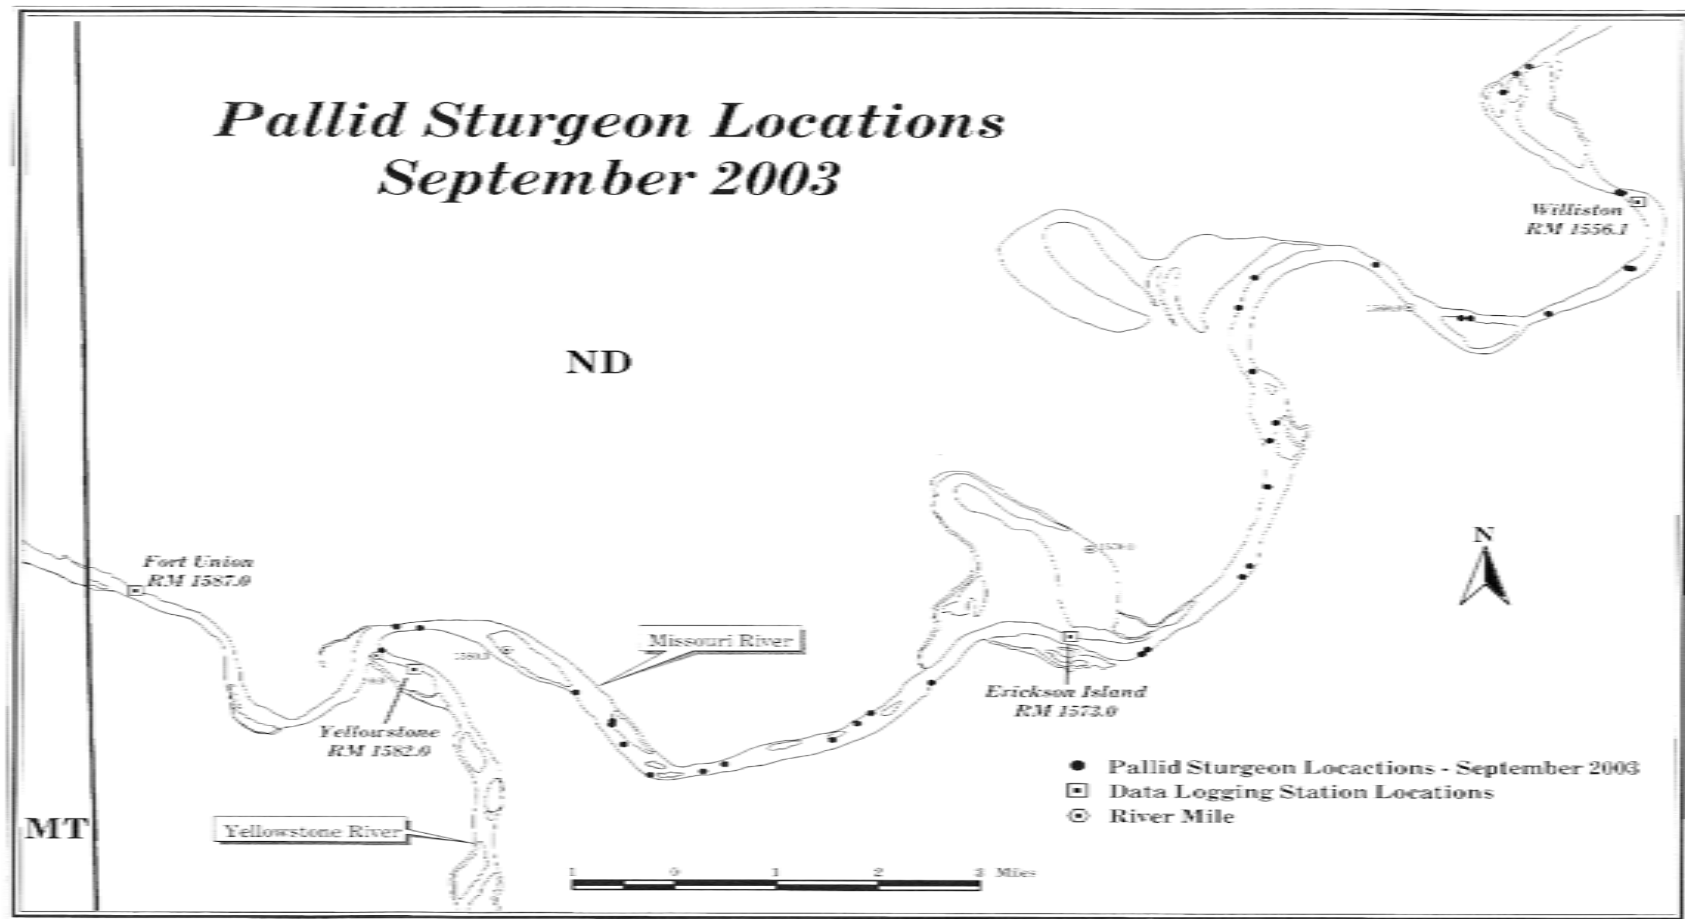 Pallid Sturgeon Locations
September 2003
Williston
RM 1556.1
ND
N
Fort Union
RM 1587.0
Missouri River
Erickson Island
RM 1573.0
Yellowstone
RM 1582.0
Pallid Sturgeon Locactions - September 2003
Data Logging Station Locations
River Mile
MT
Yellowstone River
1 0 1 2 3 Miles